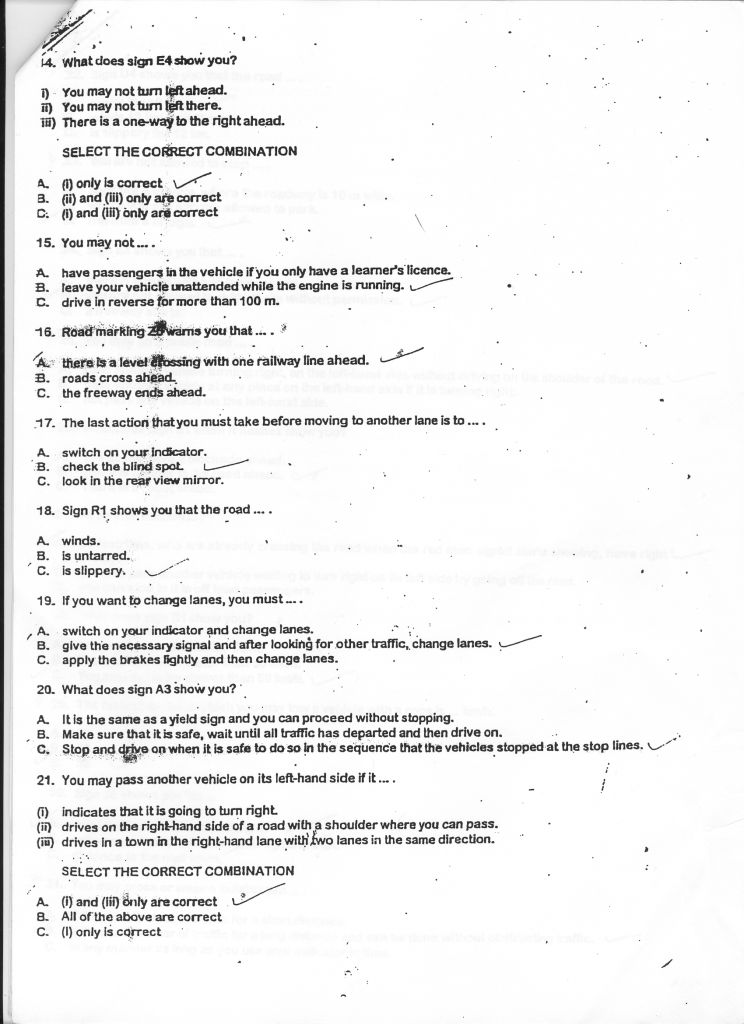 14. What does sign E4 show you?
i) You may not turn left ahead.
ii) You may not turn left there.
iii) There is a one-way to the right ahead.
SELECT THE CORRECT COMBINATION
A. (i) only is correct
B. (ii) and (iii) only are correct
C. (i) and (iii) only are correct
15. You may not ... .
A. have passengers in the vehicle if you only have a learner's licence.
B. leave your vehicle unattended while the engine is running.
C. drive in reverse for more than 100 m.
16. Road marking warns you that ... .
A. there is a level crossing with one railway line ahead.
B. roads cross ahead.
C. the freeway ends ahead.
17. The last action that you must take before moving to another lane is to ... .
A. switch on your indicator.
B. check the blind spot.
C. look in the rear view mirror.
18. Sign R1 shows you that the road ... .
A. winds.
B. is untarred.
C. is slippery.
19. If you want to change lanes, you must ... .
A. switch on your indicator and change lanes.
B. give the necessary signal and after looking for other traffic, change lanes.
C. apply the brakes lightly and then change lanes.
20. What does sign A3 show you?
A. It is the same as a yield sign and you can proceed without stopping.
B. Make sure that it is safe, wait until all traffic has departed and then drive on.
C. Stop and drive on when it is safe to do so in the sequence that the vehicles stopped at the stop lines.
21. You may pass another vehicle on its left-hand side if it ... .
(i) indicates that it is going to turn right.
(ii) drives on the right-hand side of a road with a shoulder where you can pass.
(iii) drives in a town in the right-hand lane with two lanes in the same direction.
SELECT THE CORRECT COMBINATION
A. (i) and (iii) only are correct
B. All of the above are correct
C. (I) only is correct